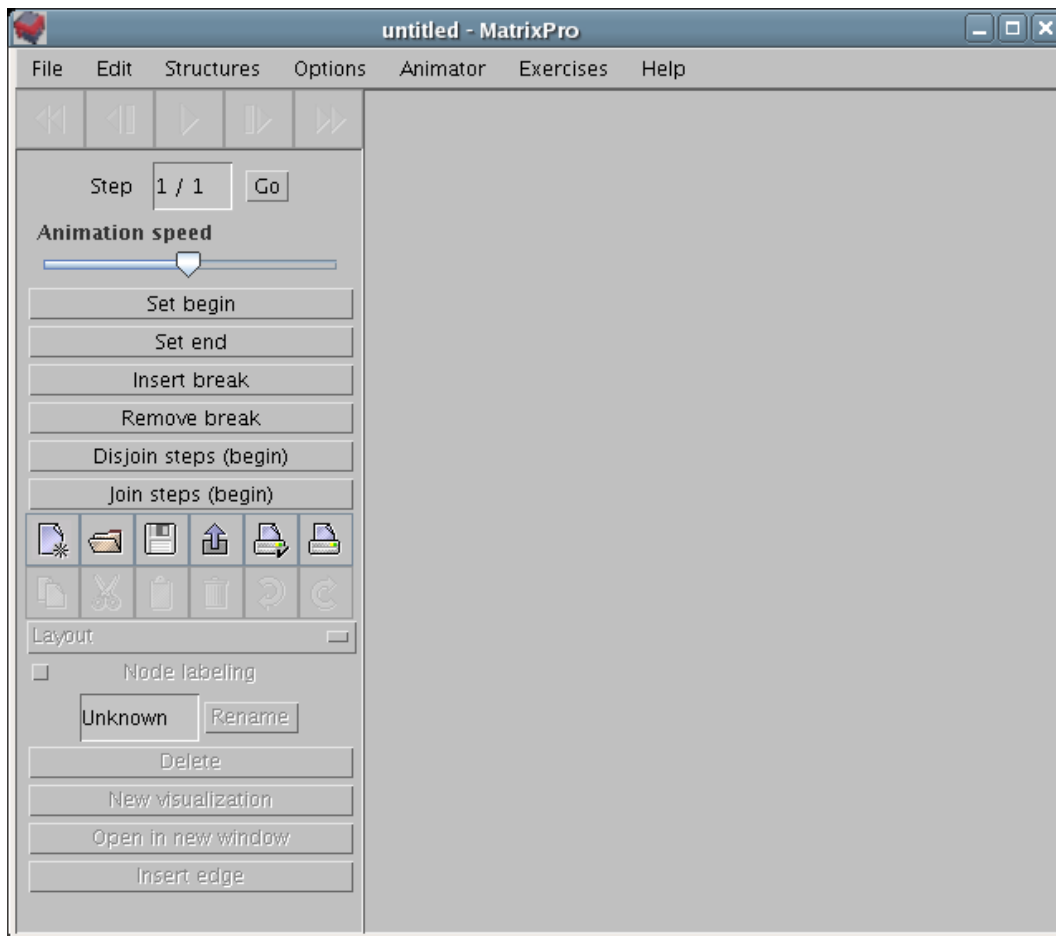 untitled - MatrixPro
File Edit Structures Options Animator Exercises Help
Step 1 / 1 Go
Animation speed
Set begin
Set end
Insert break
Remove break
Disjoin steps (begin)
Join steps (begin)
Layout
Node labeling
Unknown Rename
Delete
New visualization
Open in new window
Insert edge